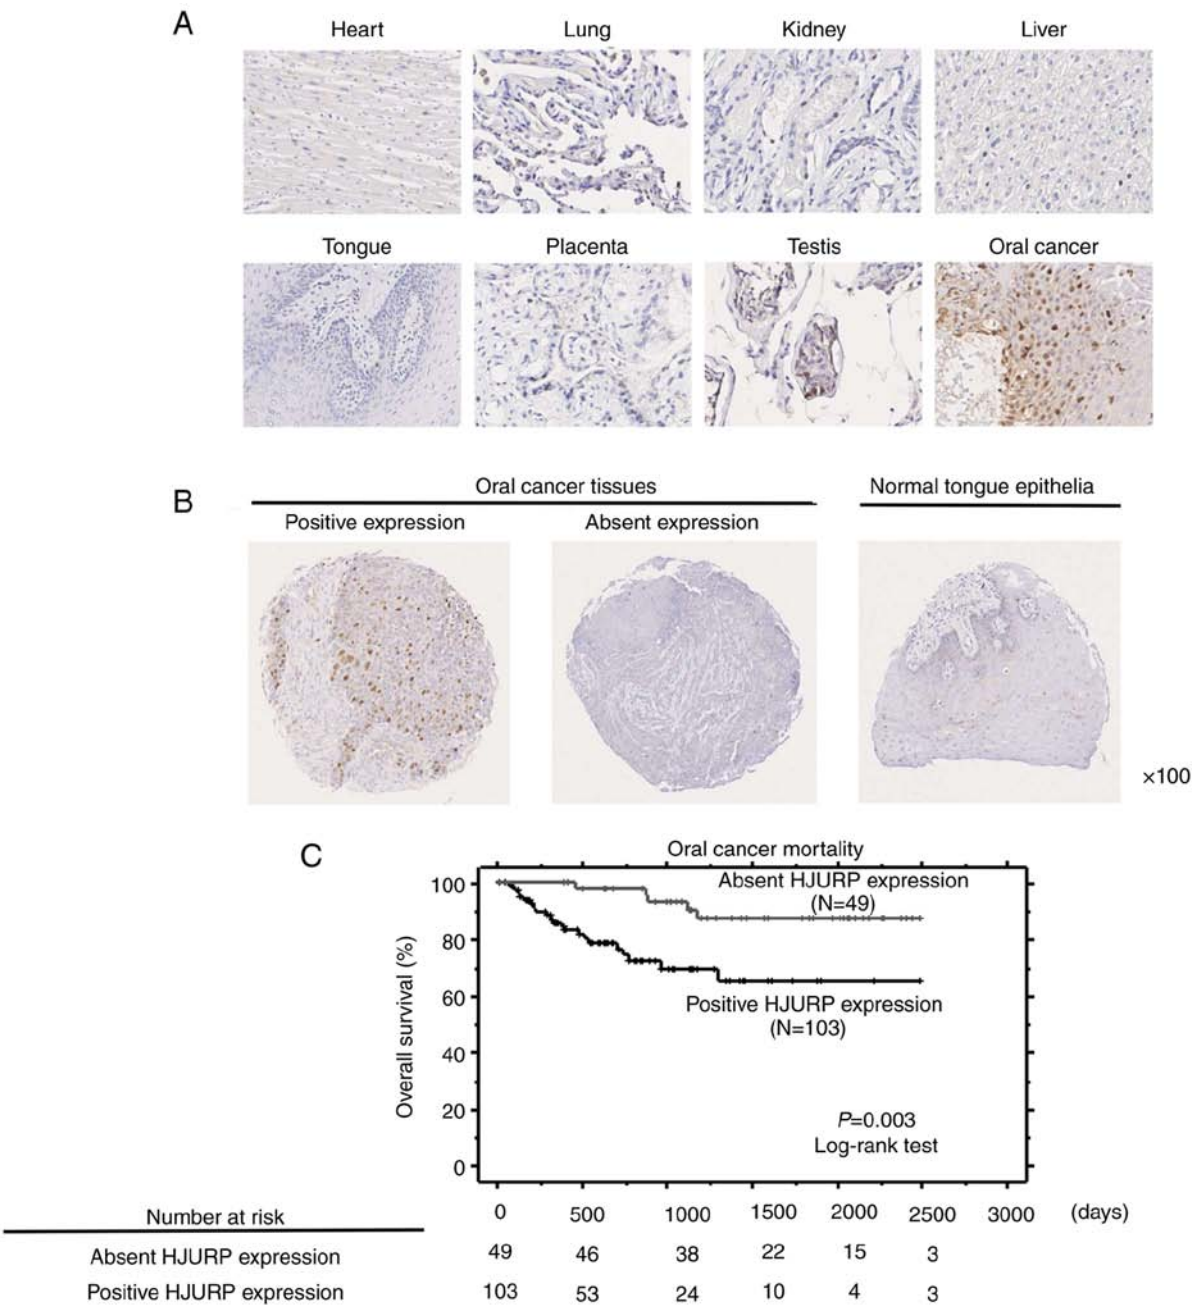 A
Heart Lung Kidney Liver
Tongue Placenta Testis Oral cancer
B
Oral cancer tissues Normal tongue epithelia
Positive expression Absent expression
×100
C
Oral cancer mortality
Absent HJURP expression
(N=49)
Positive HJURP expression
(N=103)
P=0.003
Log-rank test
Overall survival (%)
100
80
60
40
20
0
Number at risk 0 500 1000 1500 2000 2500 3000 (days)
Absent HJURP expression 49 46 38 22 15 3
Positive HJURP expression 103 53 24 10 4 3